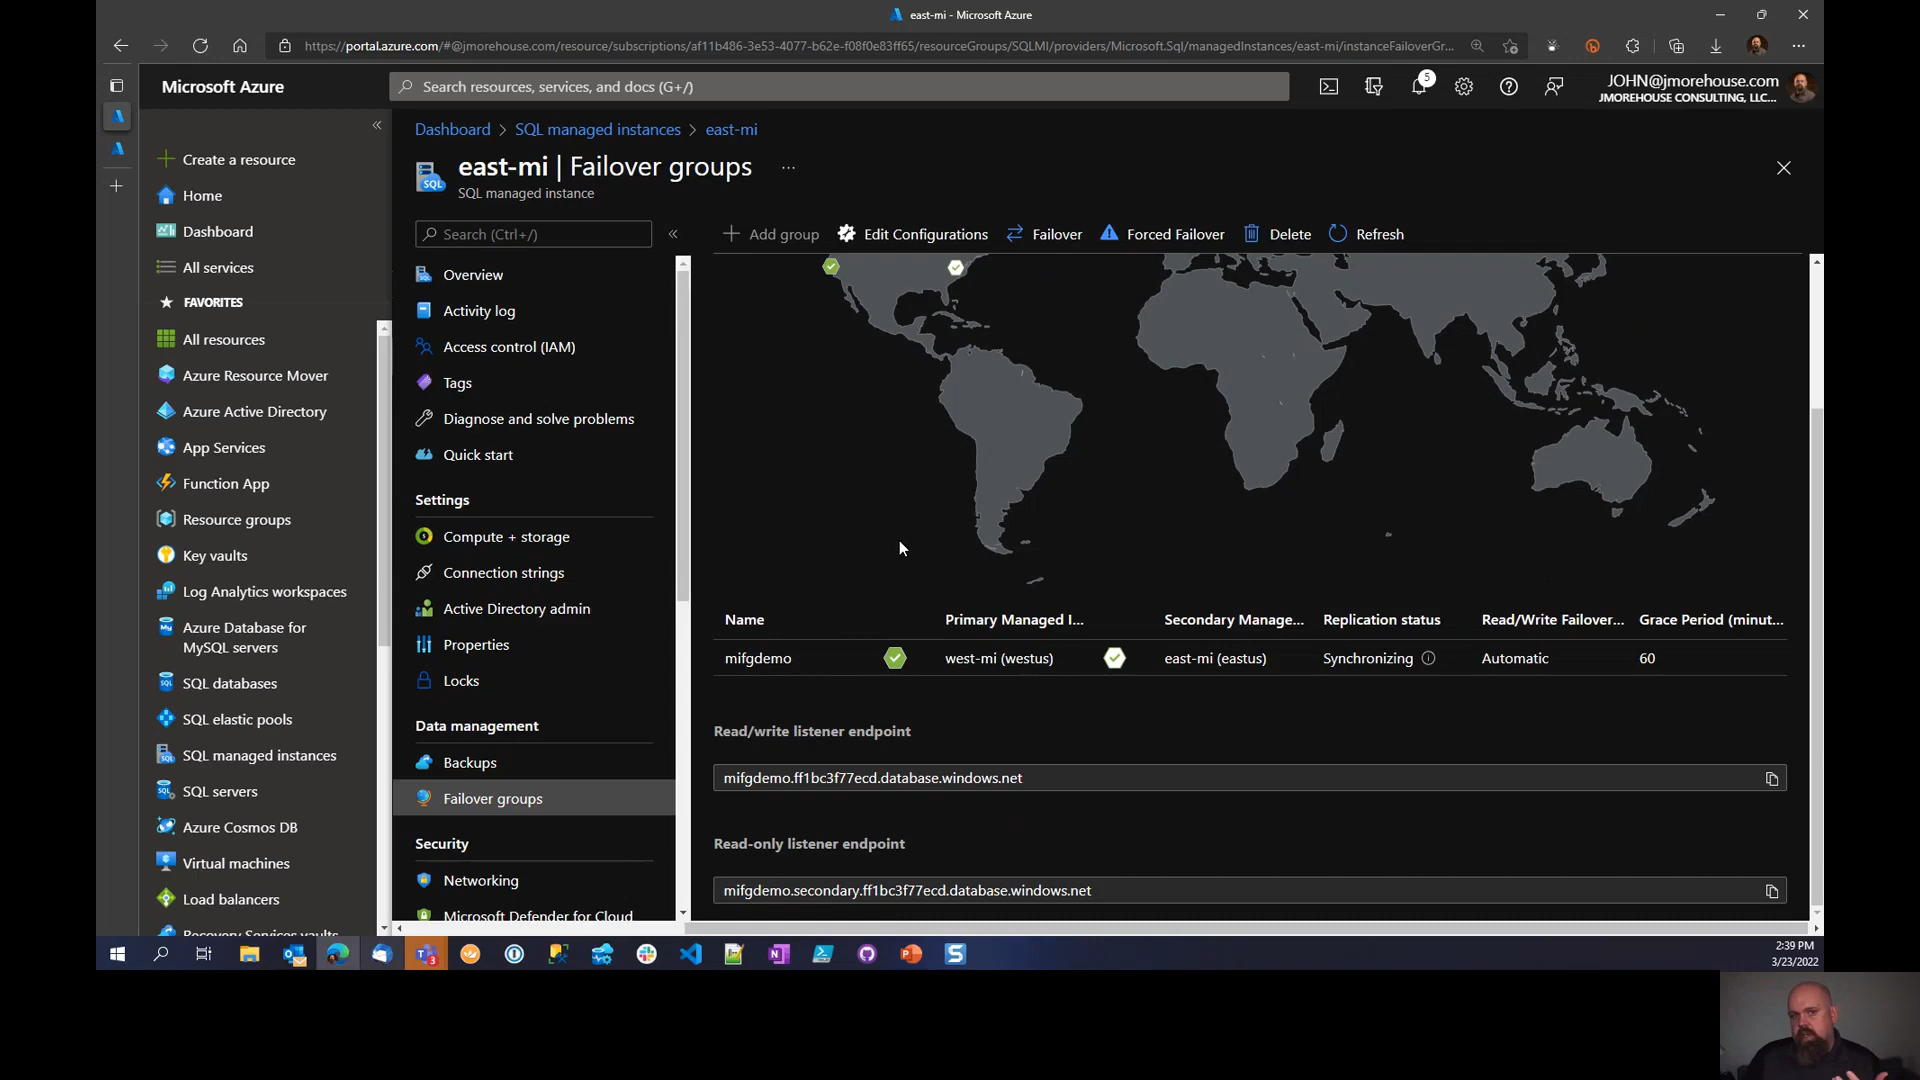 east-mi - Microsoft Azure
https://portal.azure.com/#@jmorehouse.com/resource/subscriptions/af11b486-3e53-4077-b62e-f08f0e83ff65/resourceGroups/SQLMI/providers/Microsoft.Sql/managedInstances/east-mi/instanceFailoverGr...
Microsoft Azure
Search resources, services, and docs (G+/)
5
JOHN@jmorehouse.com
JMOREHOUSE CONSULTING, LLC...
Create a resource
Home
Dashboard
All services
FAVORITES
All resources
Azure Resource Mover
Azure Active Directory
App Services
Function App
Resource groups
Key vaults
Log Analytics workspaces
Azure Database for
MySQL servers
SQL databases
SQL elastic pools
SQL managed instances
SQL servers
Azure Cosmos DB
Virtual machines
Load balancers
Recovery Services vaults
Dashboard > SQL managed instances > east-mi
east-mi | Failover groups ...
SQL managed instance
Search (Ctrl+/)
Overview
Activity log
Access control (IAM)
Tags
Diagnose and solve problems
Quick start
Settings
Compute + storage
Connection strings
Active Directory admin
Properties
Locks
Data management
Backups
Failover groups
Security
Networking
Microsoft Defender for Cloud
Add group Edit Configurations Failover Forced Failover Delete Refresh
Name Primary Managed I... Secondary Manage... Replication status Read/Write Failover... Grace Period (minut...
mifgdemo west-mi (westus) east-mi (eastus) Synchronizing Automatic 60
Read/write listener endpoint
mifgdemo.ff1bc3f77ecd.database.windows.net
Read-only listener endpoint
mifgdemo.secondary.ff1bc3f77ecd.database.windows.net
2:39 PM
3/23/2022